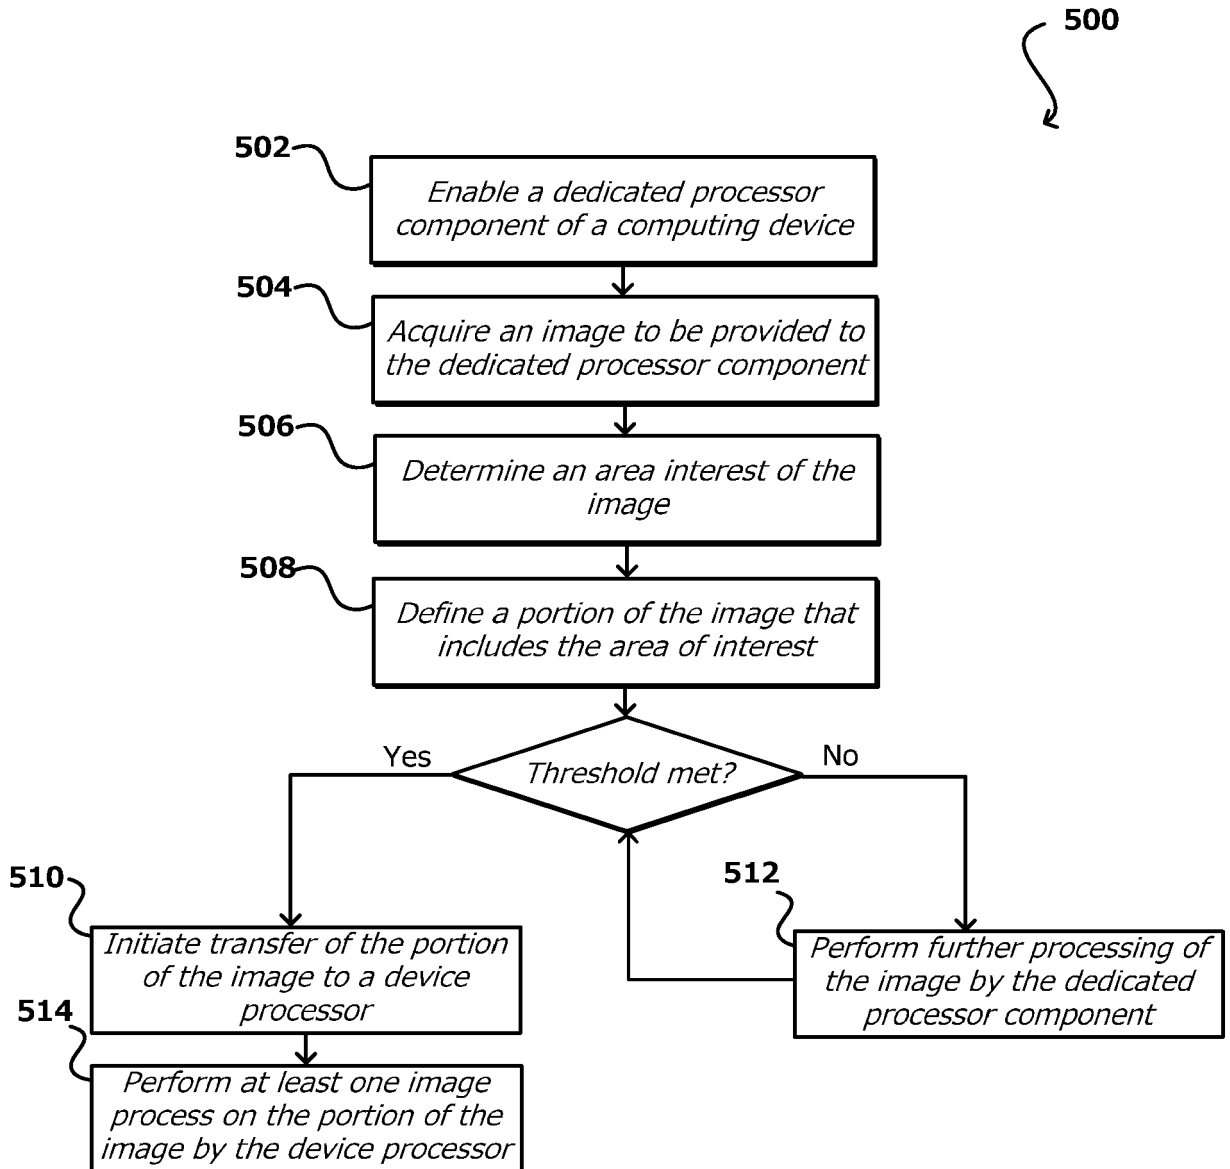 500
502
Enable a dedicated processor
component of a computing device
504
Acquire an image to be provided to
the dedicated processor component
506
Determine an area interest of the
image
508
Define a portion of the image that
includes the area of interest
Threshold met?
Yes
No
510
Initiate transfer of the portion
of the image to a device
processor
512
Perform further processing of
the image by the dedicated
processor component
514
Perform at least one image
process on the portion of the
image by the device processor